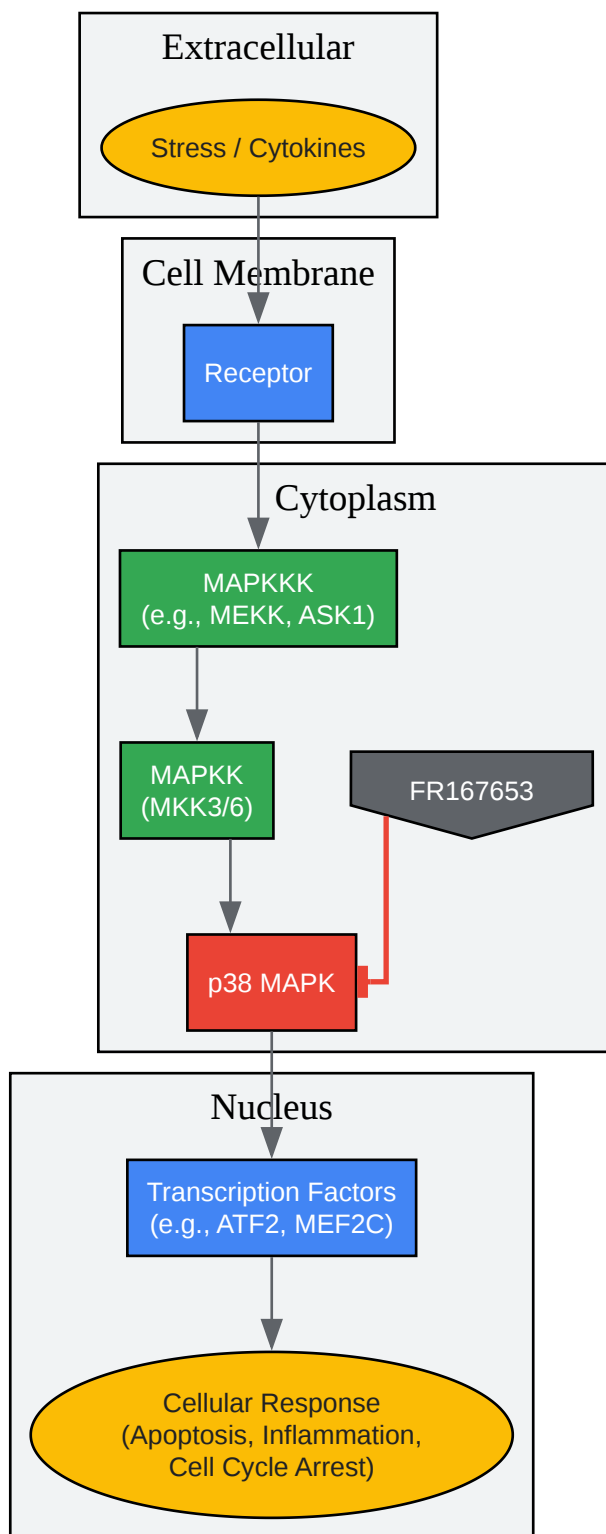 Extracellular
Stress / Cytokines
Cell Membrane
Receptor
Cytoplasm
MAPKKK
(e.g., MEKK, ASK1)
MAPKK
(MKK3/6)
FR167653
p38 MAPK
Nucleus
Transcription Factors
(e.g., ATF2, MEF2C)
Cellular Response
(Apoptosis, Inflammation,
Cell Cycle Arrest)